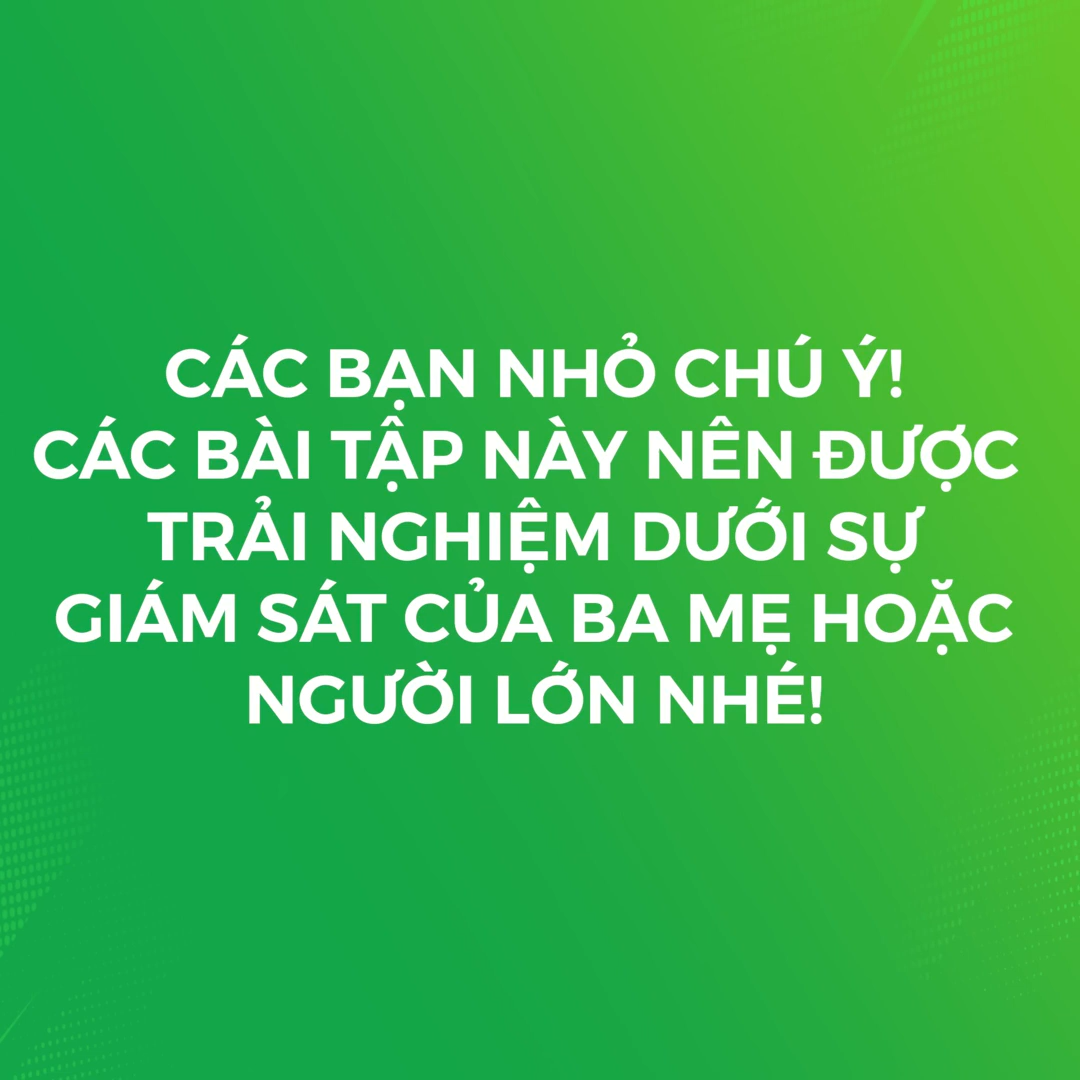 CÁC BẠN NHỎ CHÚ Ý!
CÁC BÀI TẬP NÀY NÊN ĐƯỢC
TRẢI NGHIỆM DƯỚI SỰ
GIÁM SÁT CỦA BA MẸ HOẶC
NGƯỜI LỚN NHÉ!